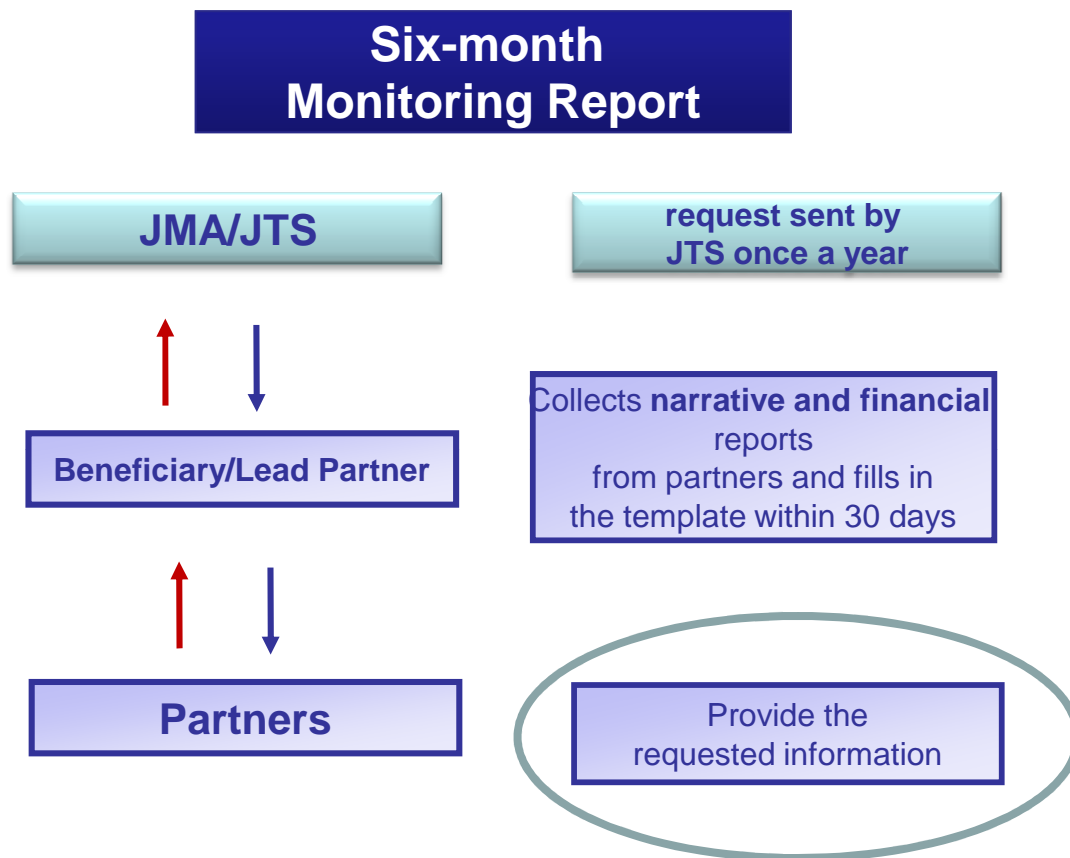 Six-month
Monitoring Report
JMA/JTS
request sent by
JTS once a year
Beneficiary/Lead Partner
Collects narrative and financial
reports
from partners and fills in
the template within 30 days
Partners
Provide the
requested information